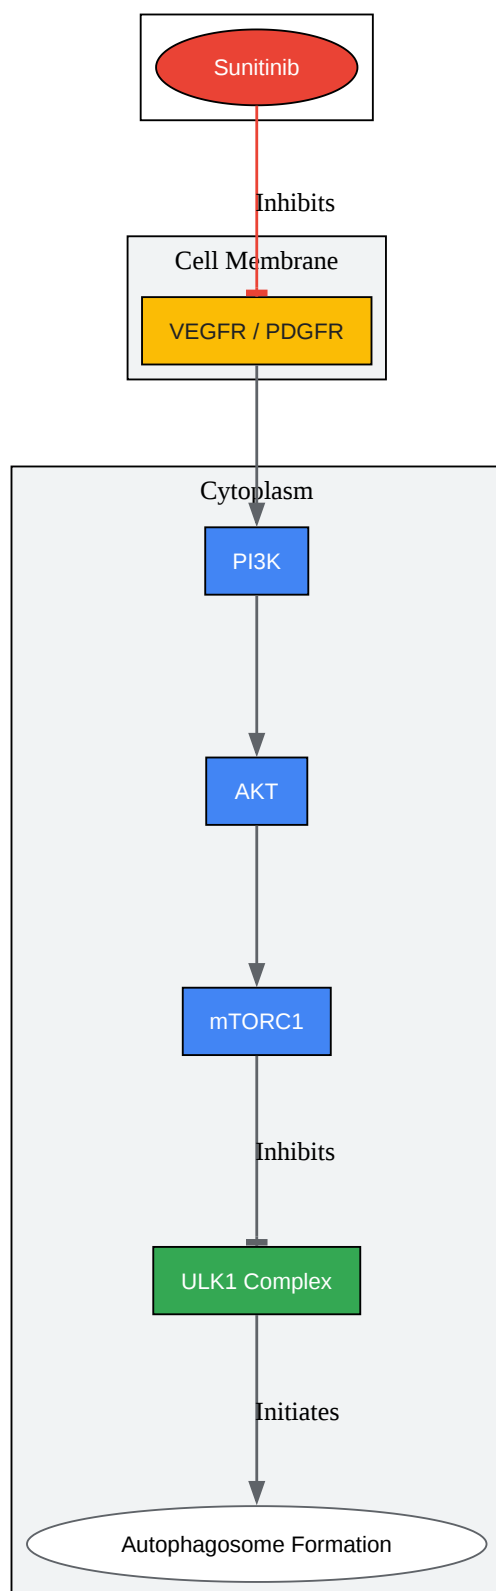 Sunitinib
Inhibits
Cell Membrane
VEGFR / PDGFR
Cytoplasm
PI3K
AKT
mTORC1
Inhibits
ULK1 Complex
Initiates
Autophagosome Formation